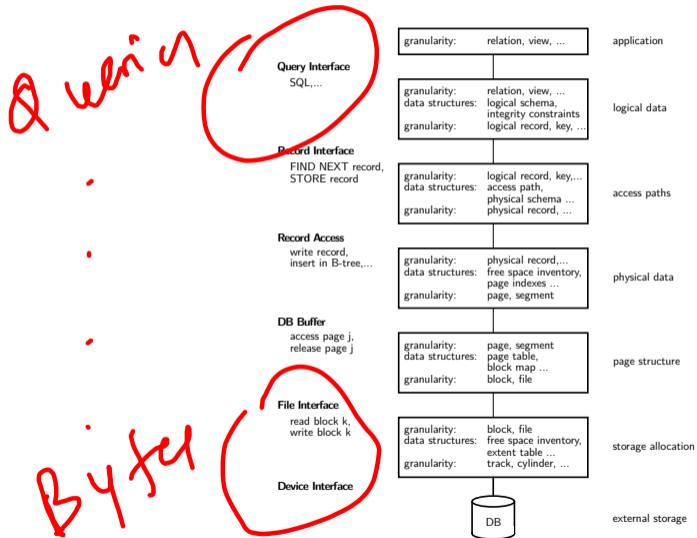 Queries
Bytes
Query Interface
SQL,...
Record Interface
FIND NEXT record,
STORE record
Record Access
write record,
insert in B-tree,...
DB Buffer
access page j,
release page j
File Interface
read block k,
write block k
Device Interface
granularity: relation, view, ...
application
granularity: relation, view, ...
data structures: logical schema,
integrity constraints
granularity: logical record, key, ...
logical data
granularity: logical record, key,...
data structures: access path,
physical schema ...
granularity: physical record, ...
access paths
granularity: physical record,...
data structures: free space inventory,
page indexes ...
granularity: page, segment
physical data
granularity: page, segment
data structures: page table,
block map ...
granularity: block, file
page structure
granularity: block, file
data structures: free space inventory,
extent table ...
granularity: track, cylinder, ...
storage allocation
DB
external storage